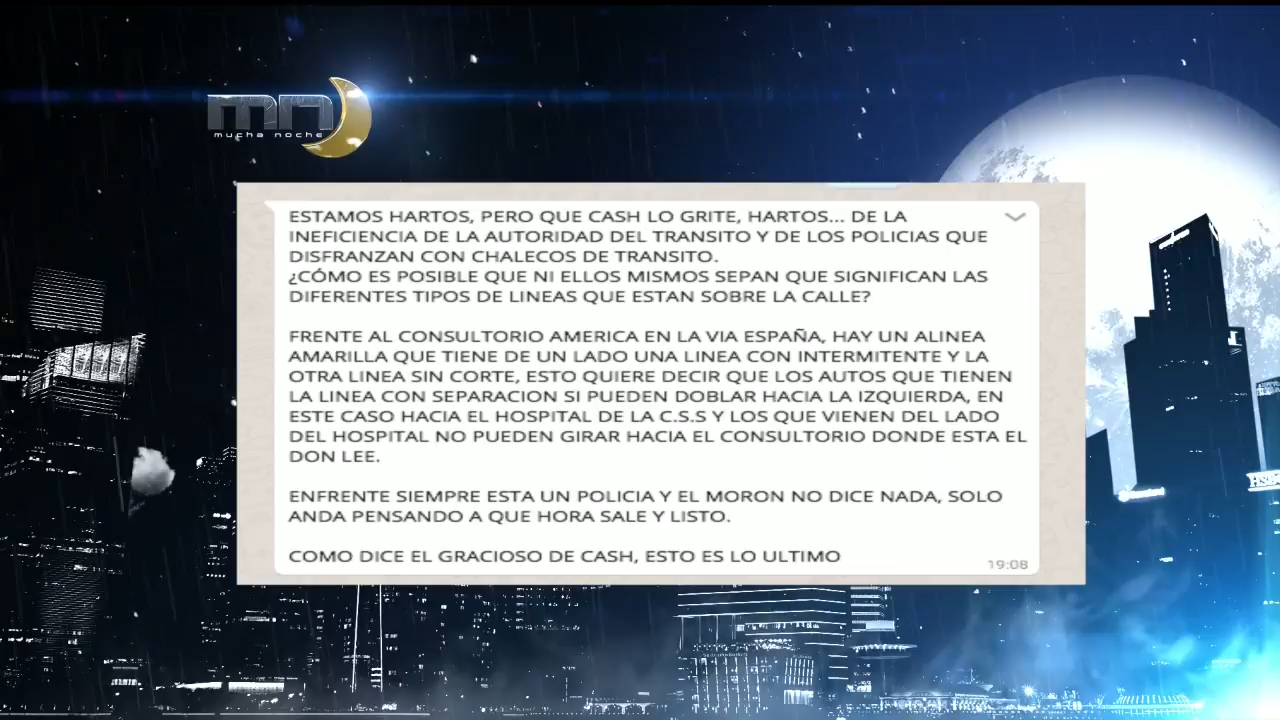 mn
mucha noche
ESTAMOS HARTOS, PERO QUE CASH LO GRITE, HARTOS... DE LA
INEFICIENCIA DE LA AUTORIDAD DEL TRANSITO Y DE LOS POLICIAS QUE
DISFRANZAN CON CHALECOS DE TRANSITO.
¿CÓMO ES POSIBLE QUE NI ELLOS MISMOS SEPAN QUE SIGNIFICAN LAS
DIFERENTES TIPOS DE LINEAS QUE ESTAN SOBRE LA CALLE?
FRENTE AL CONSULTORIO AMERICA EN LA VIA ESPAÑA, HAY UN ALINEA
AMARILLA QUE TIENE DE UN LADO UNA LINEA CON INTERMITENTE Y LA
OTRA LINEA SIN CORTE, ESTO QUIERE DECIR QUE LOS AUTOS QUE TIENEN
LA LINEA CON SEPARACION SI PUEDEN DOBLAR HACIA LA IZQUIERDA, EN
ESTE CASO HACIA EL HOSPITAL DE LA C.S.S Y LOS QUE VIENEN DEL LADO
DEL HOSPITAL NO PUEDEN GIRAR HACIA EL CONSULTORIO DONDE ESTA EL
DON LEE.
ENFRENTE SIEMPRE ESTA UN POLICIA Y EL MORON NO DICE NADA, SOLO
ANDA PENSANDO A QUE HORA SALE Y LISTO.
COMO DICE EL GRACIOSO DE CASH, ESTO ES LO ULTIMO
19:08